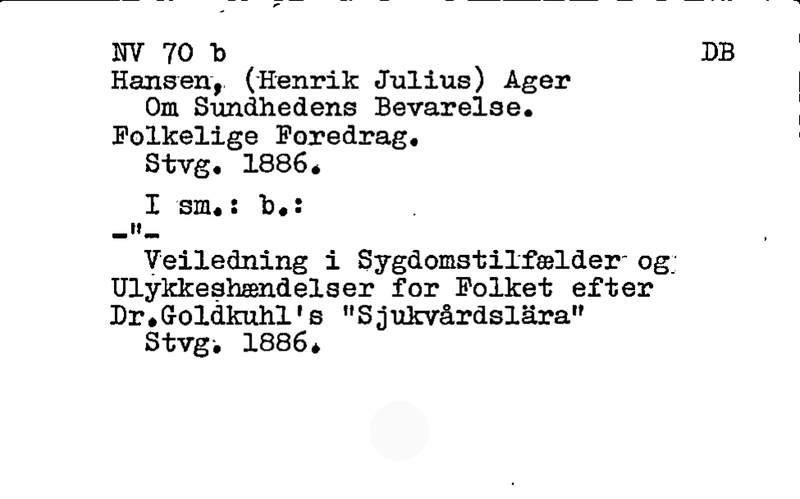 NV 70 b DB
Hansen, (Henrik Julius) Ager
Om Sundhedens Bevarelse.
Folkelige Foredrag.
Stvg. 1886.
I sm.: b.:
-"-
Veiledning i Sygdomstilfælder og
Ulykkeshændelser for Folket efter
Dr.Goldkuhl's "Sjukvårdslära"
Stvg. 1886.